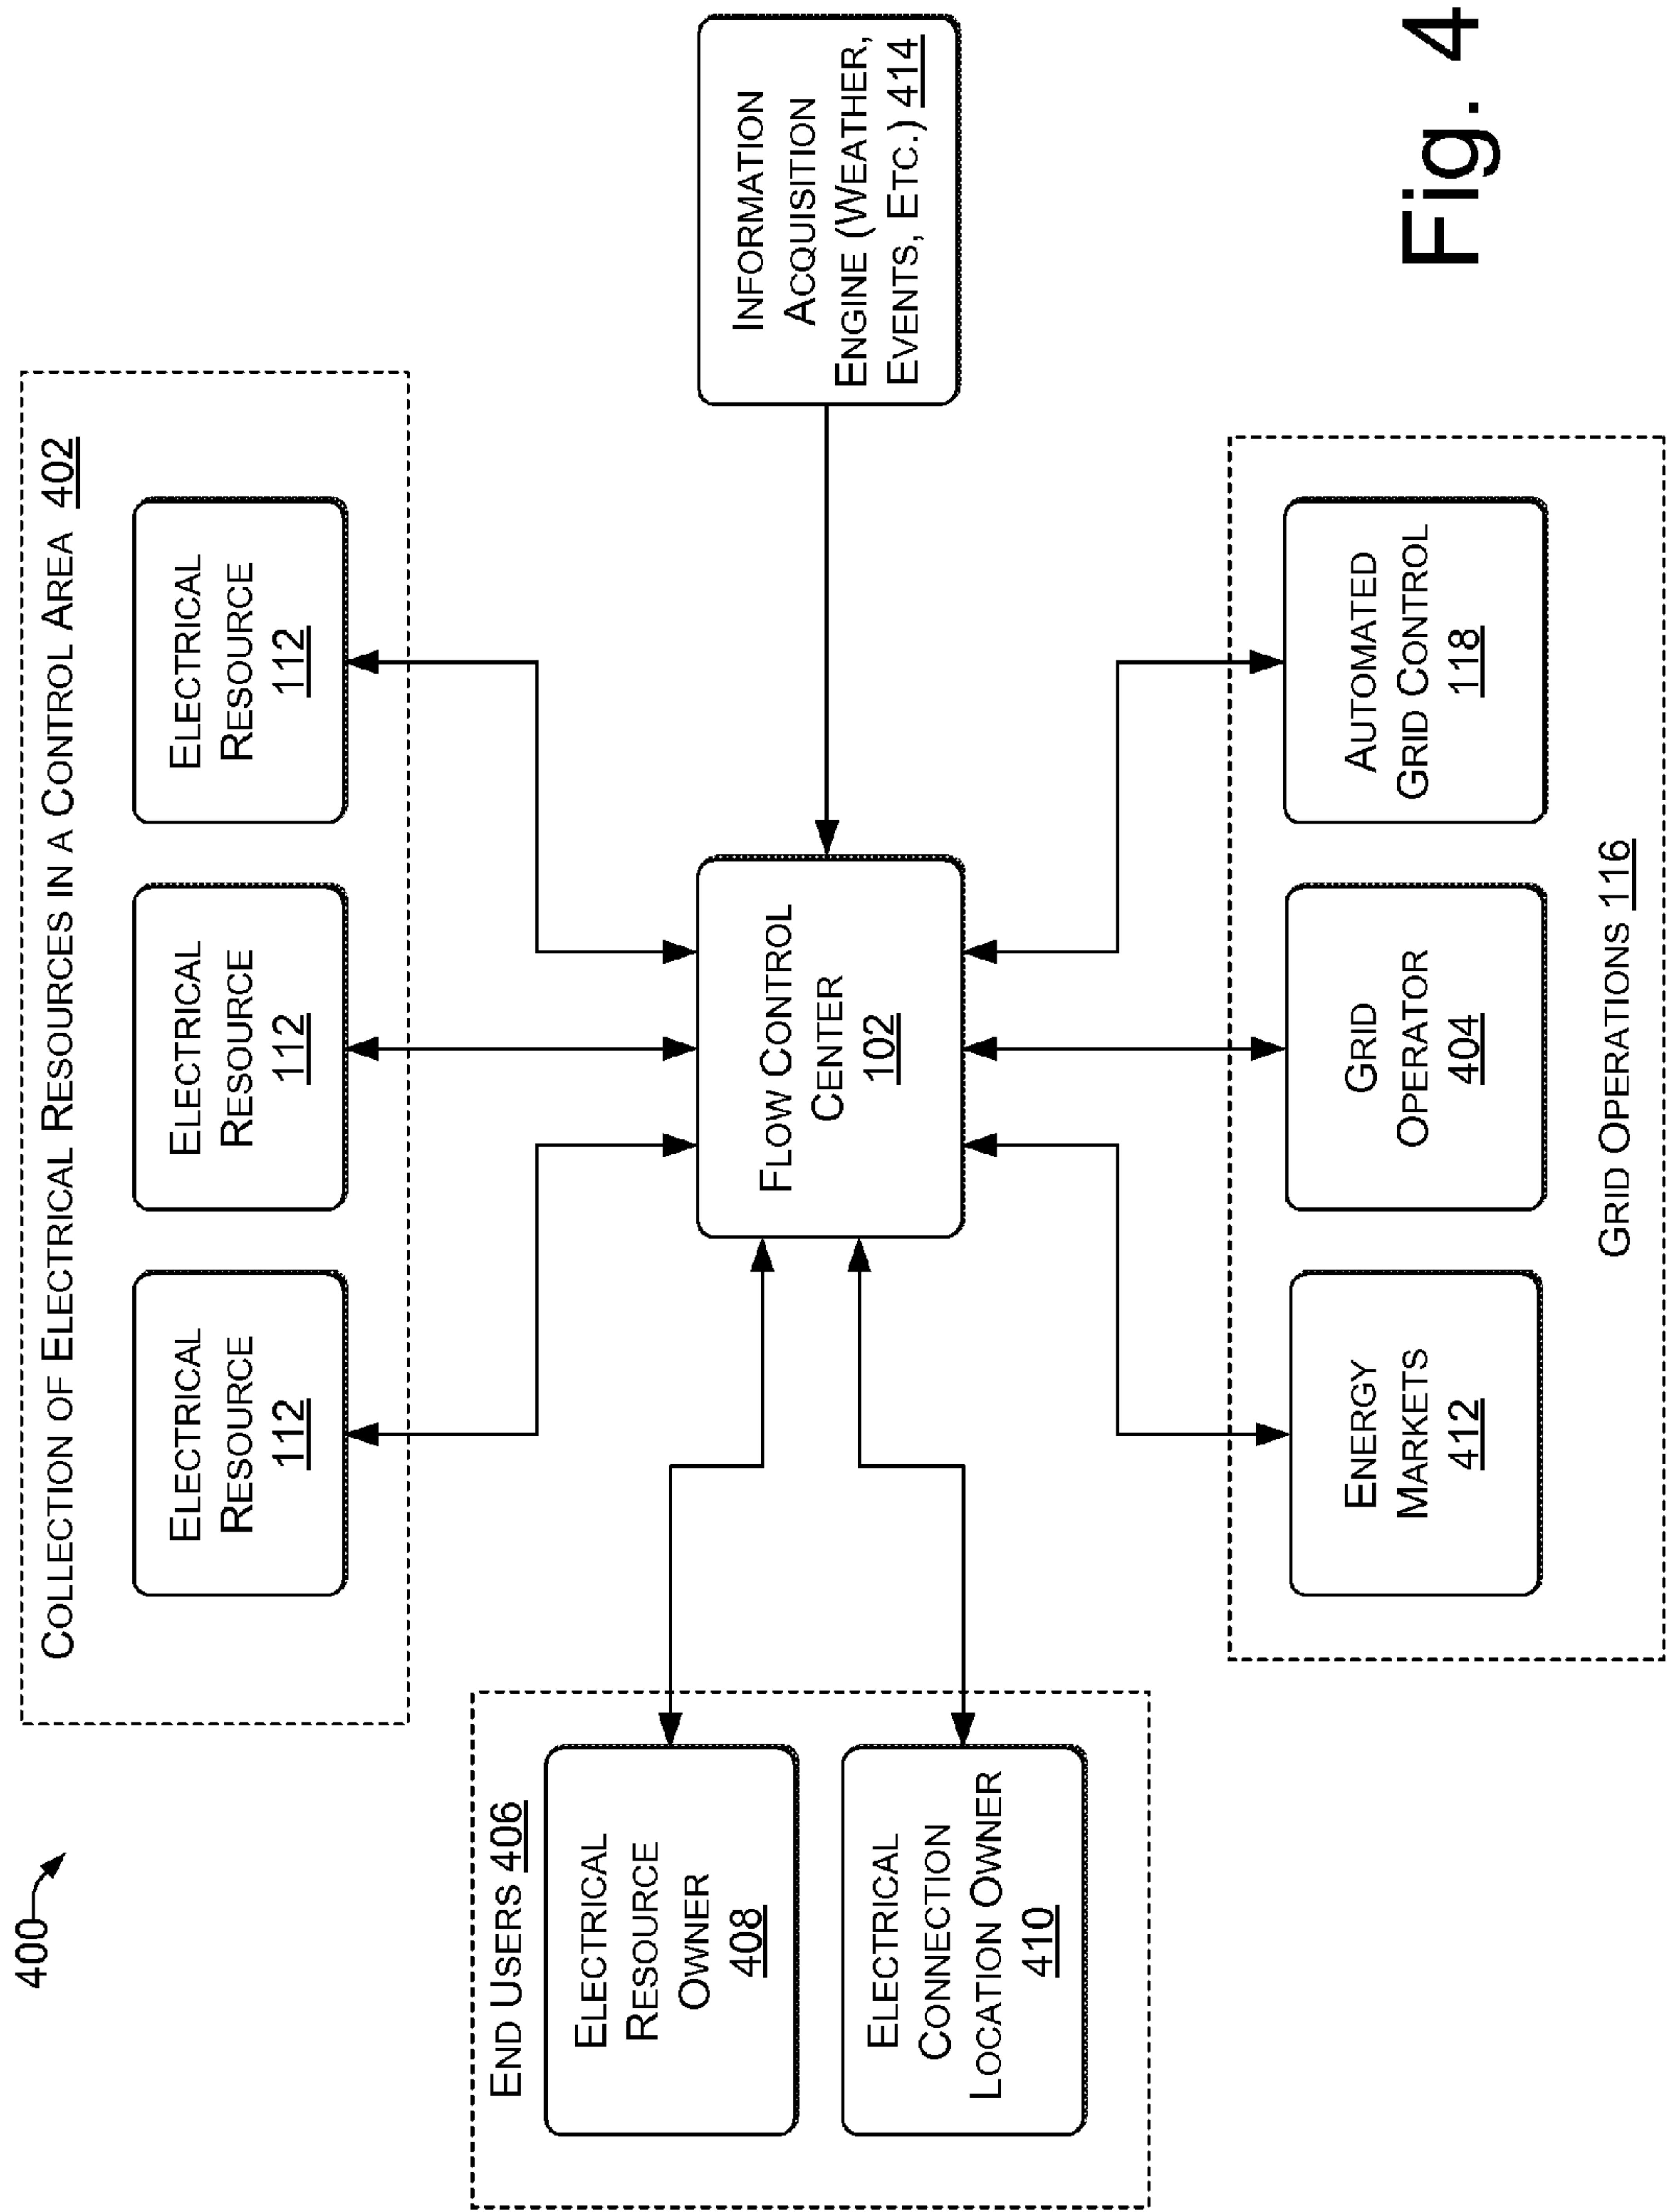 400
COLLECTION OF ELECTRICAL RESOURCES IN A CONTROL AREA 402
ELECTRICAL
RESOURCE
112
ELECTRICAL
RESOURCE
112
ELECTRICAL
RESOURCE
112
END USERS 406
ELECTRICAL
RESOURCE
OWNER
408
ELECTRICAL
CONNECTION
LOCATION OWNER
410
FLOW CONTROL
CENTER
102
INFORMATION
ACQUISITION
ENGINE (WEATHER,
EVENTS, ETC.) 414
ENERGY
MARKETS
412
GRID
OPERATOR
404
AUTOMATED
GRID CONTROL
118
GRID OPERATIONS 116
Fig. 4